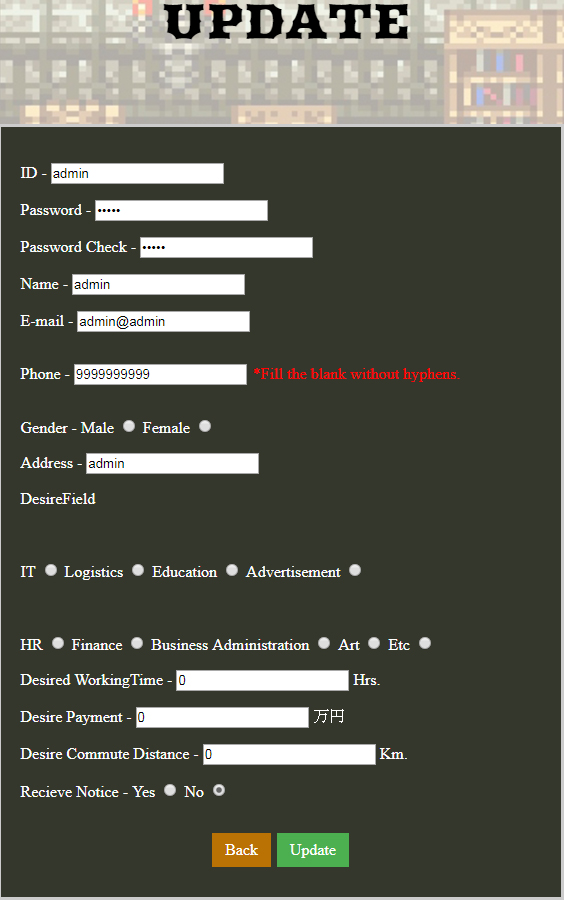 UPDATE
ID - admin
Password - •••••
Password Check - •••••
Name - admin
E-mail - admin@admin
Phone - 9999999999 *Fill the blank without hyphens.
Gender - Male Female
Address - admin
DesireField
IT Logistics Education Advertisement
HR Finance Business Administration Art Etc
Desired WorkingTime - 0 Hrs.
Desire Payment - 0 万円
Desire Commute Distance - 0 Km.
Recieve Notice - Yes No
Back Update